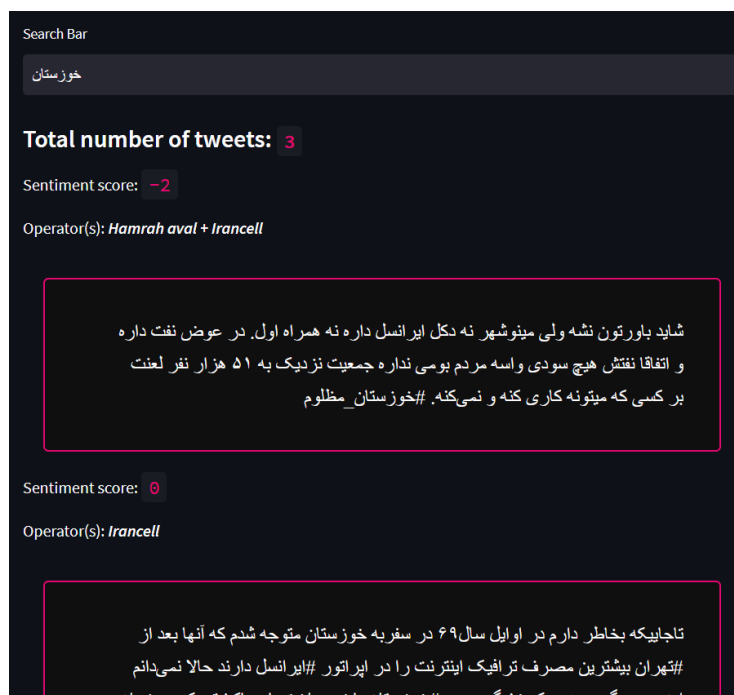 Search Bar
خوزستان
Total number of tweets: 3
Sentiment score: -2
Operator(s): Hamrah aval + Irancell
شاید باورتون نشه ولی مینوشهر نه دکل ایرانسل داره نه همراه اول. در عوض نفت داره
و اتفاقا نفتش هیچ سودی واسه مردم بومی نداره جمعیت نزدیک به ۵۱ هزار نفر لعنت
بر کسی که میتونه کاری کنه و نمی‌کنه. #خوزستان_مظلوم
Sentiment score: 0
Operator(s): Irancell
تاجاییکه بخاطر دارم در اوایل سال۶۹ در سفربه خوزستان متوجه شدم که آنها بعد از
#تهران بیشترین مصرف ترافیک اینترنت را در اپراتور #ایرانسل دارند حالا نمی‌دانم